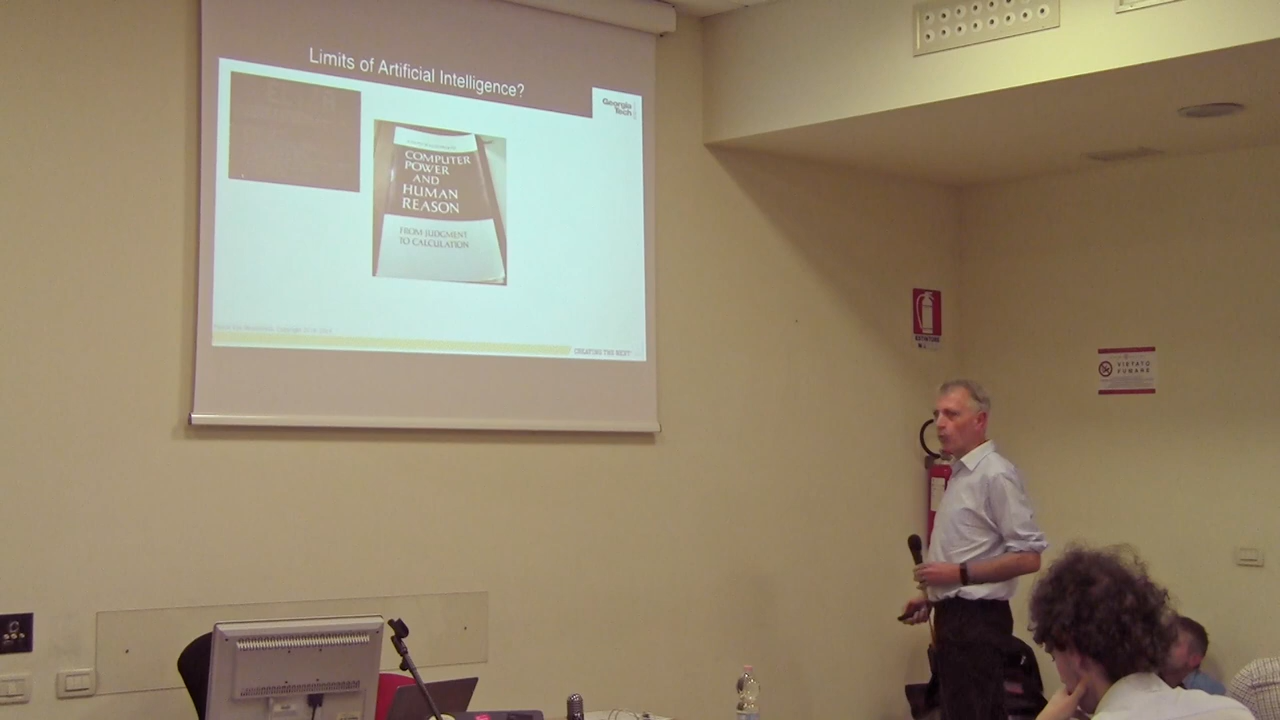 Limits of Artificial Intelligence?
Georgia
Tech
COMPUTER
POWER
AND
HUMAN
REASON
FROM JUDGMENT
TO CALCULATION
CREATING THE NEXT
ESTINTORE
VIETATO
FUMARE